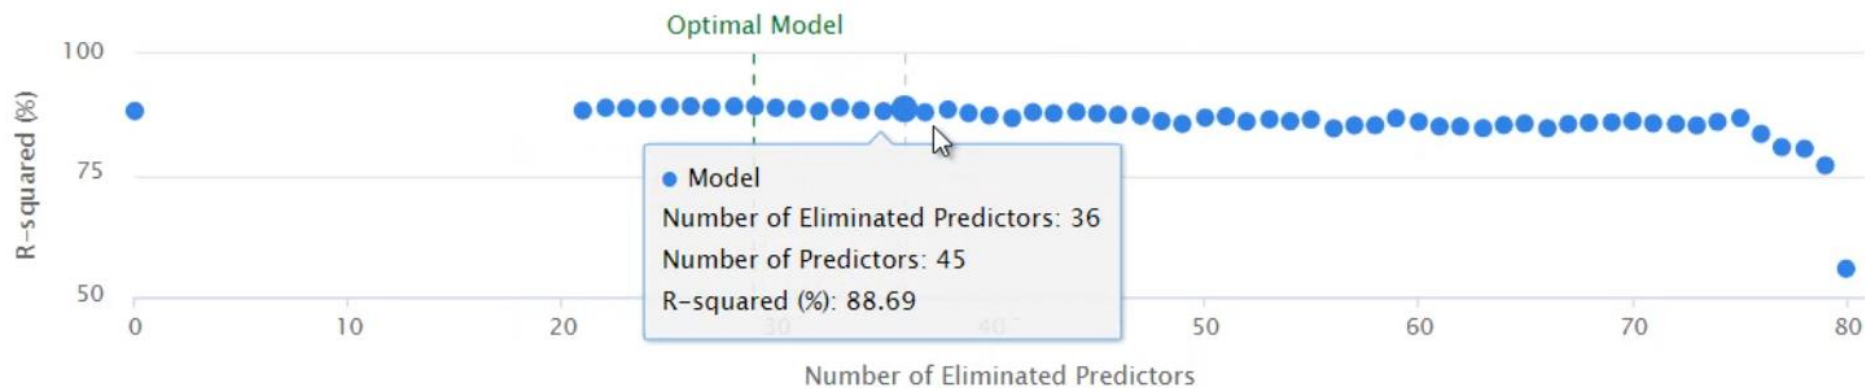 Optimal Model
100
75
50
R-squared (%)
Model
Number of Eliminated Predictors: 36
Number of Predictors: 45
R-squared (%): 88.69
0 10 20 30 40 50 60 70 80
Number of Eliminated Predictors